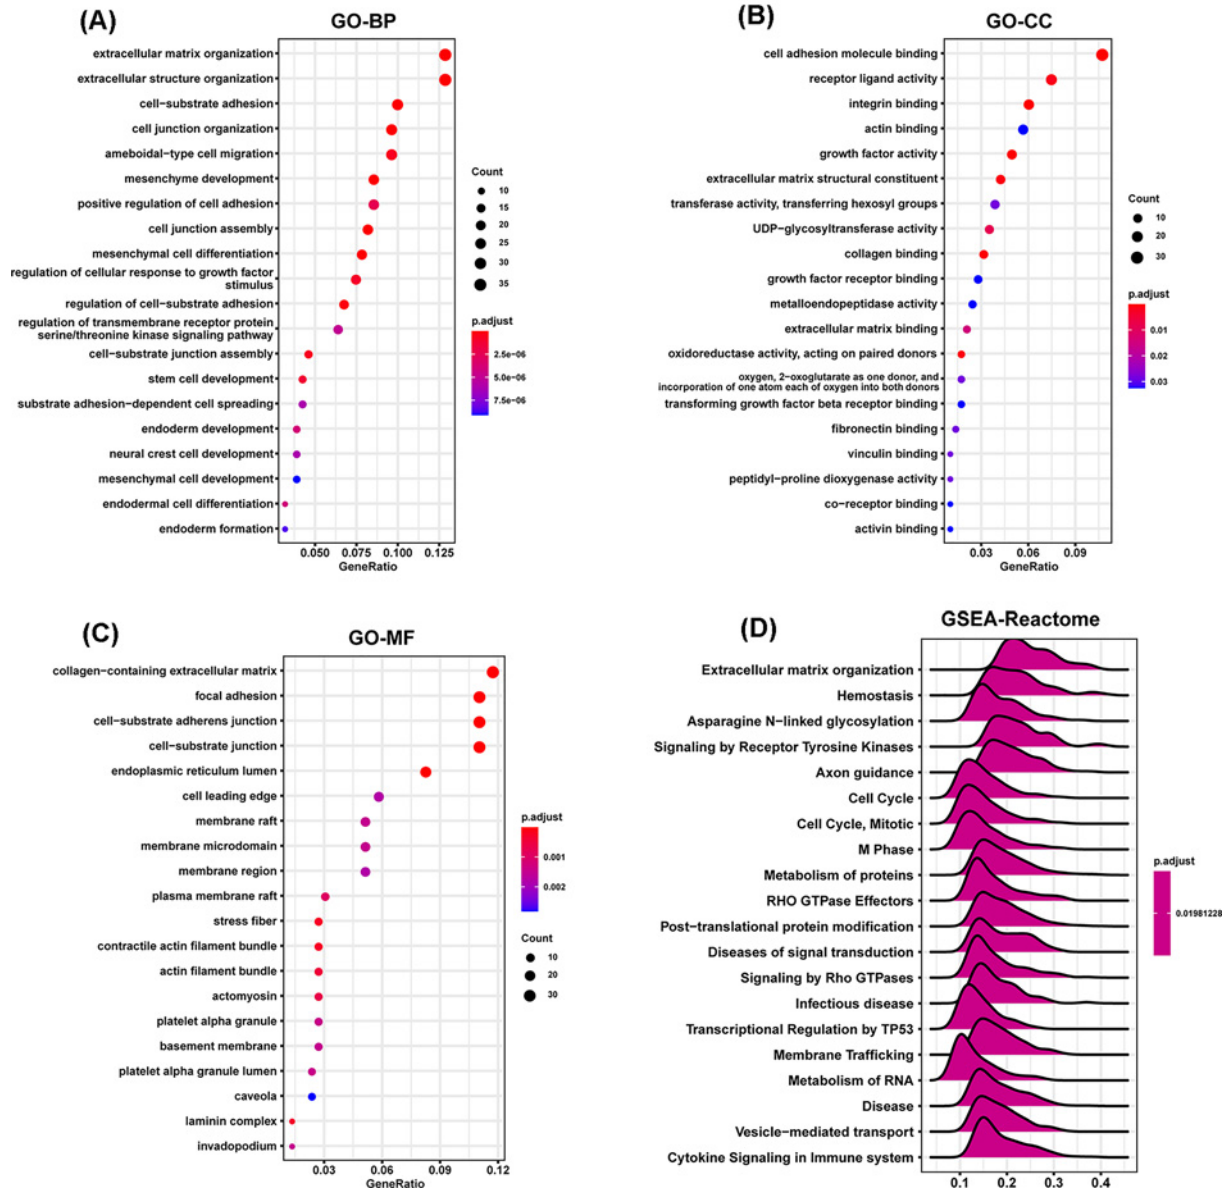 (A)
GO-BP
extracellular matrix organization
extracellular structure organization
cell-substrate adhesion
cell junction organization
ameboidal-type cell migration
mesenchyme development
positive regulation of cell adhesion
cell junction assembly
mesenchymal cell differentiation
regulation of cellular response to growth factor
stimulus
regulation of cell-substrate adhesion
regulation of transmembrane receptor protein
serine/threonine kinase signaling pathway
cell-substrate junction assembly
stem cell development
substrate adhesion-dependent cell spreading
endoderm development
neural crest cell development
mesenchymal cell development
endodermal cell differentiation
endoderm formation
0.050 0.075 0.100 0.125
GeneRatio
Count
10
15
20
25
30
35
p.adjust
2.5e-06
5.0e-06
7.5e-06
(B)
GO-CC
cell adhesion molecule binding
receptor ligand activity
integrin binding
actin binding
growth factor activity
extracellular matrix structural constituent
transferase activity, transferring hexosyl groups
UDP-glycosyltransferase activity
collagen binding
growth factor receptor binding
metalloendopeptidase activity
extracellular matrix binding
oxidoreductase activity, acting on paired donors
oxygen, 2-oxoglutarate as one donor, and
incorporation of one atom each of oxygen into both donors
transforming growth factor beta receptor binding
fibronectin binding
vinculin binding
peptidyl-proline dioxygenase activity
co-receptor binding
activin binding
0.03 0.06 0.09
GeneRatio
Count
10
20
30
p.adjust
0.01
0.02
0.03
(C)
GO-MF
collagen-containing extracellular matrix
focal adhesion
cell-substrate adherens junction
cell-substrate junction
endoplasmic reticulum lumen
cell leading edge
membrane raft
membrane microdomain
membrane region
plasma membrane raft
stress fiber
contractile actin filament bundle
actin filament bundle
actomyosin
platelet alpha granule
basement membrane
platelet alpha granule lumen
caveola
laminin complex
invadopodium
0.03 0.06 0.09 0.12
GeneRatio
p.adjust
0.001
0.002
Count
10
20
30
(D)
GSEA-Reactome
Extracellular matrix organization
Hemostasis
Asparagine N-linked glycosylation
Signaling by Receptor Tyrosine Kinases
Axon guidance
Cell Cycle
Cell Cycle, Mitotic
M Phase
Metabolism of proteins
RHO GTPase Effectors
Post-translational protein modification
Diseases of signal transduction
Signaling by Rho GTPases
Infectious disease
Transcriptional Regulation by TP53
Membrane Trafficking
Metabolism of RNA
Disease
Vesicle-mediated transport
Cytokine Signaling in Immune system
0.1 0.2 0.3 0.4
p.adjust
0.01981228